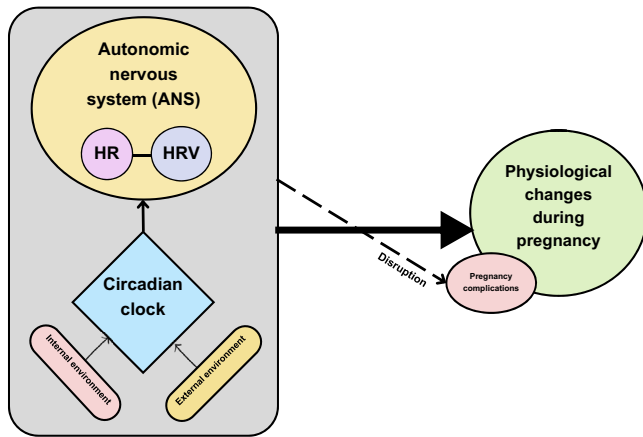 Autonomic
nervous
system (ANS)
HR
HRV
Circadian
clock
Internal environment
External environment
Disruption
Physiological
changes
during
pregnancy
Pregnancy
complications